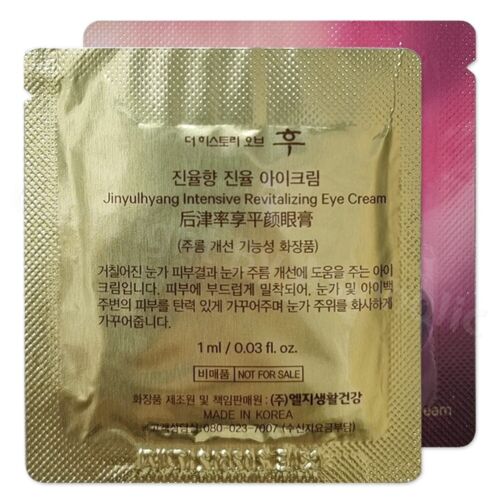 더 히스토리 오브 후
진율향 진율 아이크림
Jinyulhyang Intensive Revitalizing Eye Cream
后津率享平颜眼膏
(주름 개선 기능성 화장품)
거칠어진 눈가 피부결과 눈가 주름 개선에 도움을 주는 아이
크림입니다. 피부에 부드럽게 밀착되어, 눈가 및 아이백
주변의 피부를 탄력 있게 가꾸어주며 눈가 주위를 화사하게
가꾸어줍니다.
1 ml / 0.03 fl. oz.
비매품 NOT FOR SALE
화장품 제조원 및 책임판매원 : (주)엘지생활건강
MADE IN KOREA
080-023-7007 (수신자요금부담)
eam